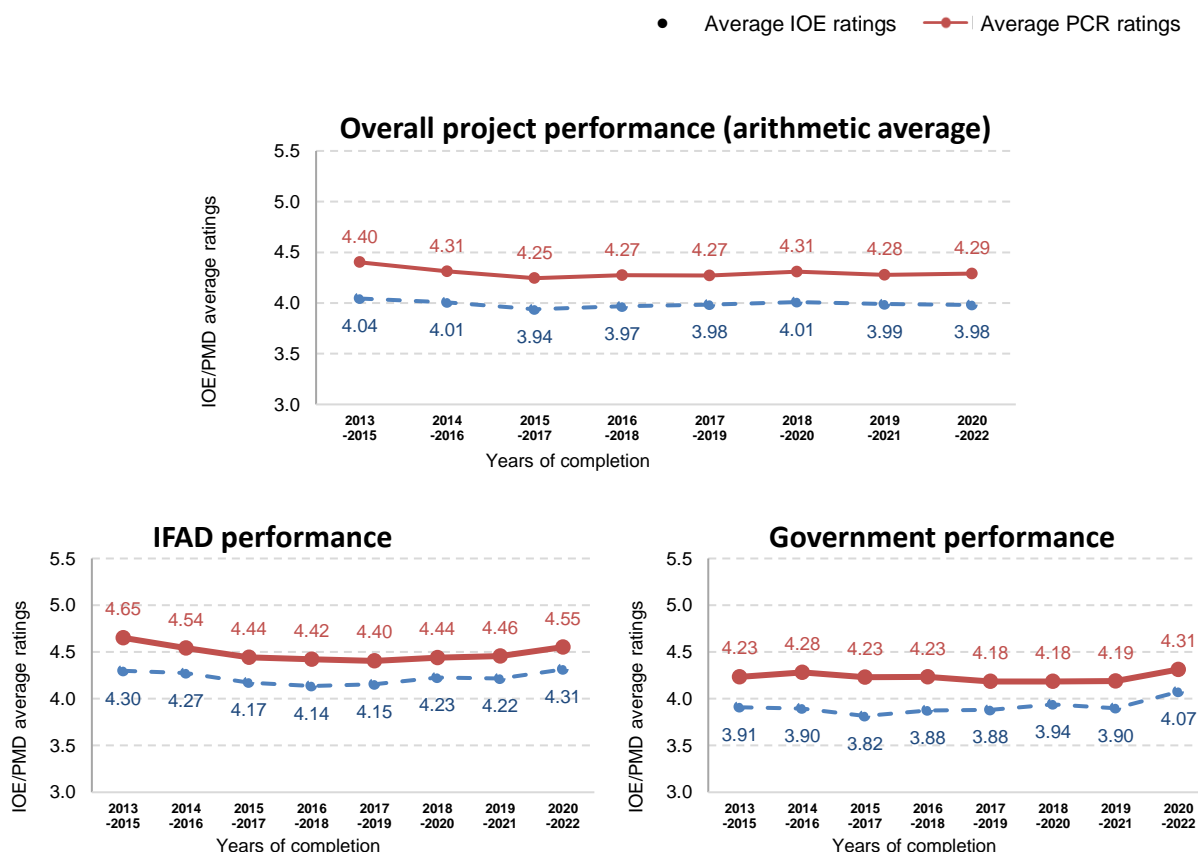 Average IOE ratings Average PCR ratings
Overall project performance (arithmetic average)
IOE/PMD average ratings
5.5
5.0
4.5
4.0
3.5
3.0
4.40 4.31 4.25 4.27 4.27 4.31 4.28 4.29
4.04 4.01 3.94 3.97 3.98 4.01 3.99 3.98
2013 2014 2015 2016 2017 2018 2019 2020
-2015 -2016 -2017 -2018 -2019 -2020 -2021 -2022
Years of completion
IFAD performance
IOE/PMD average ratings
5.5
5.0
4.5
4.0
3.5
3.0
4.65 4.54 4.44 4.42 4.40 4.44 4.46 4.55
4.30 4.27 4.17 4.14 4.15 4.23 4.22 4.31
2013 2014 2015 2016 2017 2018 2019 2020
-2015 -2016 -2017 -2018 -2019 -2020 -2021 -2022
Years of completion
Government performance
IOE/PMD average ratings
5.5
5.0
4.5
4.0
3.5
3.0
4.23 4.28 4.23 4.23 4.18 4.18 4.19 4.31
3.91 3.90 3.82 3.88 3.88 3.94 3.90 4.07
2013 2014 2015 2016 2017 2018 2019 2020
-2015 -2016 -2017 -2018 -2019 -2020 -2021 -2022
Years of completion